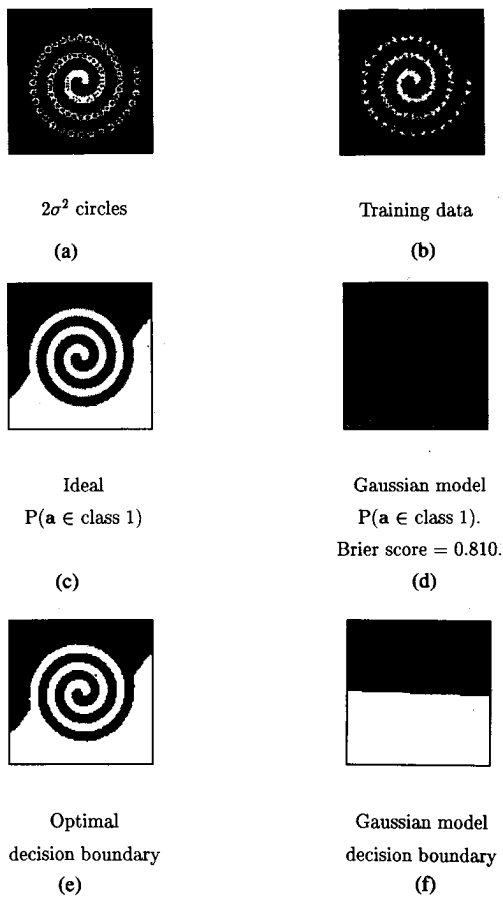 2σ² circles
Training data
(a)
(b)
Ideal
P(a ∈ class 1)
Gaussian model
P(a ∈ class 1).
Brier score = 0.810.
(c)
(d)
Optimal
decision boundary
Gaussian model
decision boundary
(e)
(f)